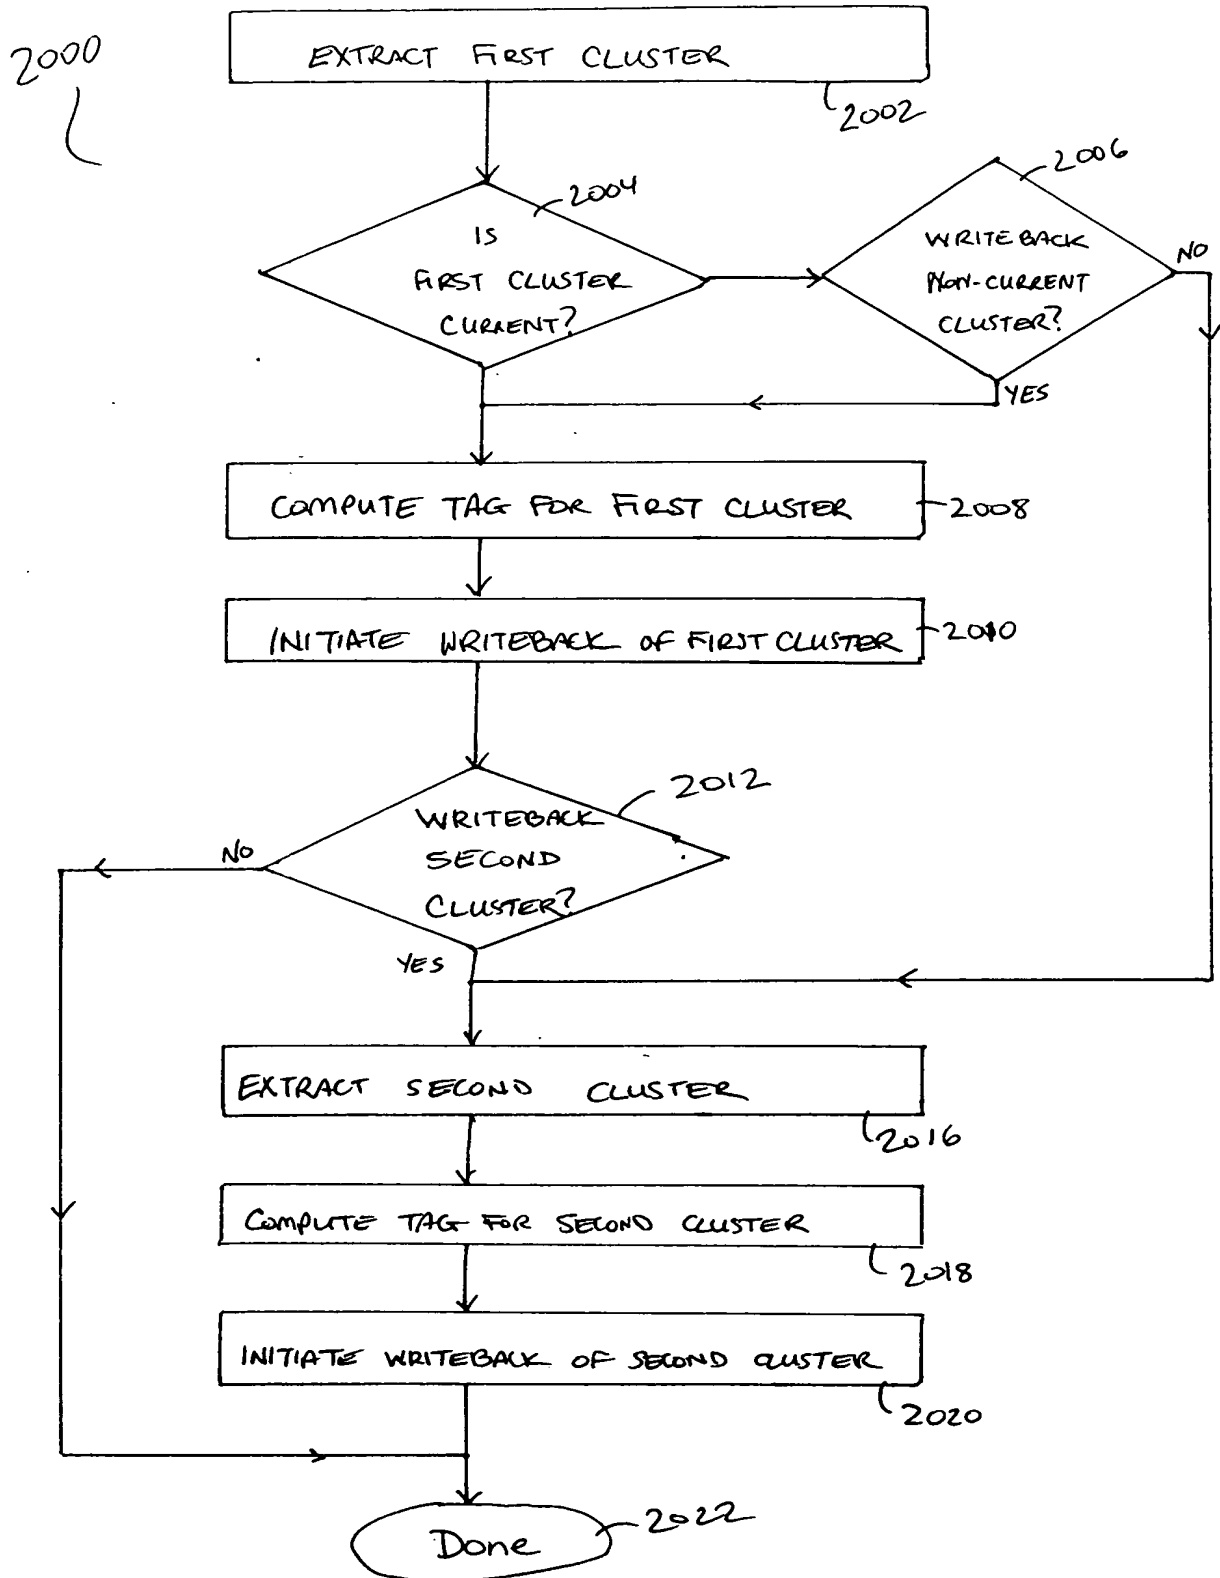 2000
EXTRACT FIRST CLUSTER
2002
2004
IS
FIRST CLUSTER
CURRENT?
2006
WRITEBACK
NON-CURRENT
CLUSTER?
NO
YES
COMPUTE TAG FOR FIRST CLUSTER
2008
INITIATE WRITEBACK OF FIRST CLUSTER
2010
2012
WRITEBACK
SECOND
CLUSTER?
NO
YES
EXTRACT SECOND CLUSTER
2016
COMPUTE TAG FOR SECOND CLUSTER
2018
INITIATE WRITEBACK OF SECOND CLUSTER
2020
Done
2022